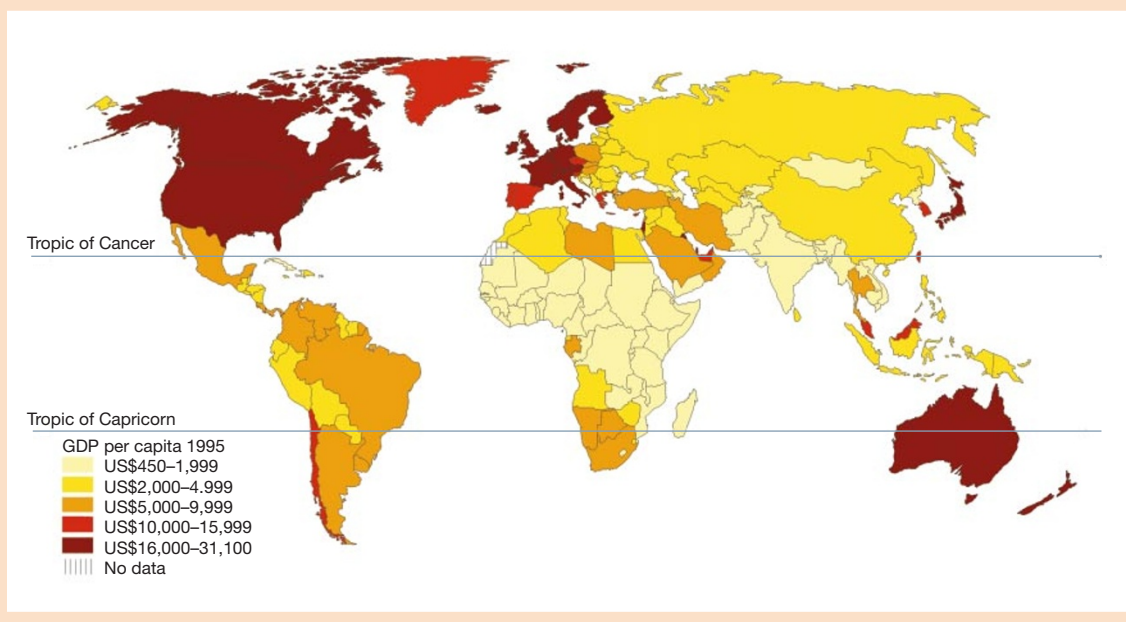 Tropic of Cancer
Tropic of Capricorn
GDP per capita 1995
US$450–1,999
US$2,000–4.999
US$5,000–9,999
US$10,000–15,999
US$16,000–31,100
No data